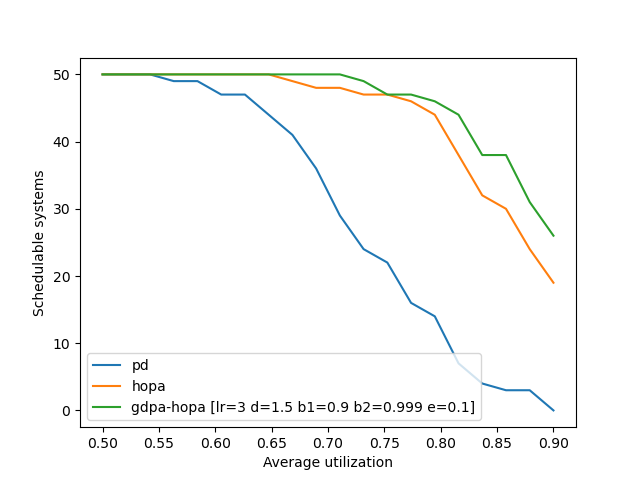 50
40
30
20
10
0
Schedulable systems
pd
hopa
gdpa-hopa [lr=3 d=1.5 b1=0.9 b2=0.999 e=0.1]
0.50 0.55 0.60 0.65 0.70 0.75 0.80 0.85 0.90
Average utilization